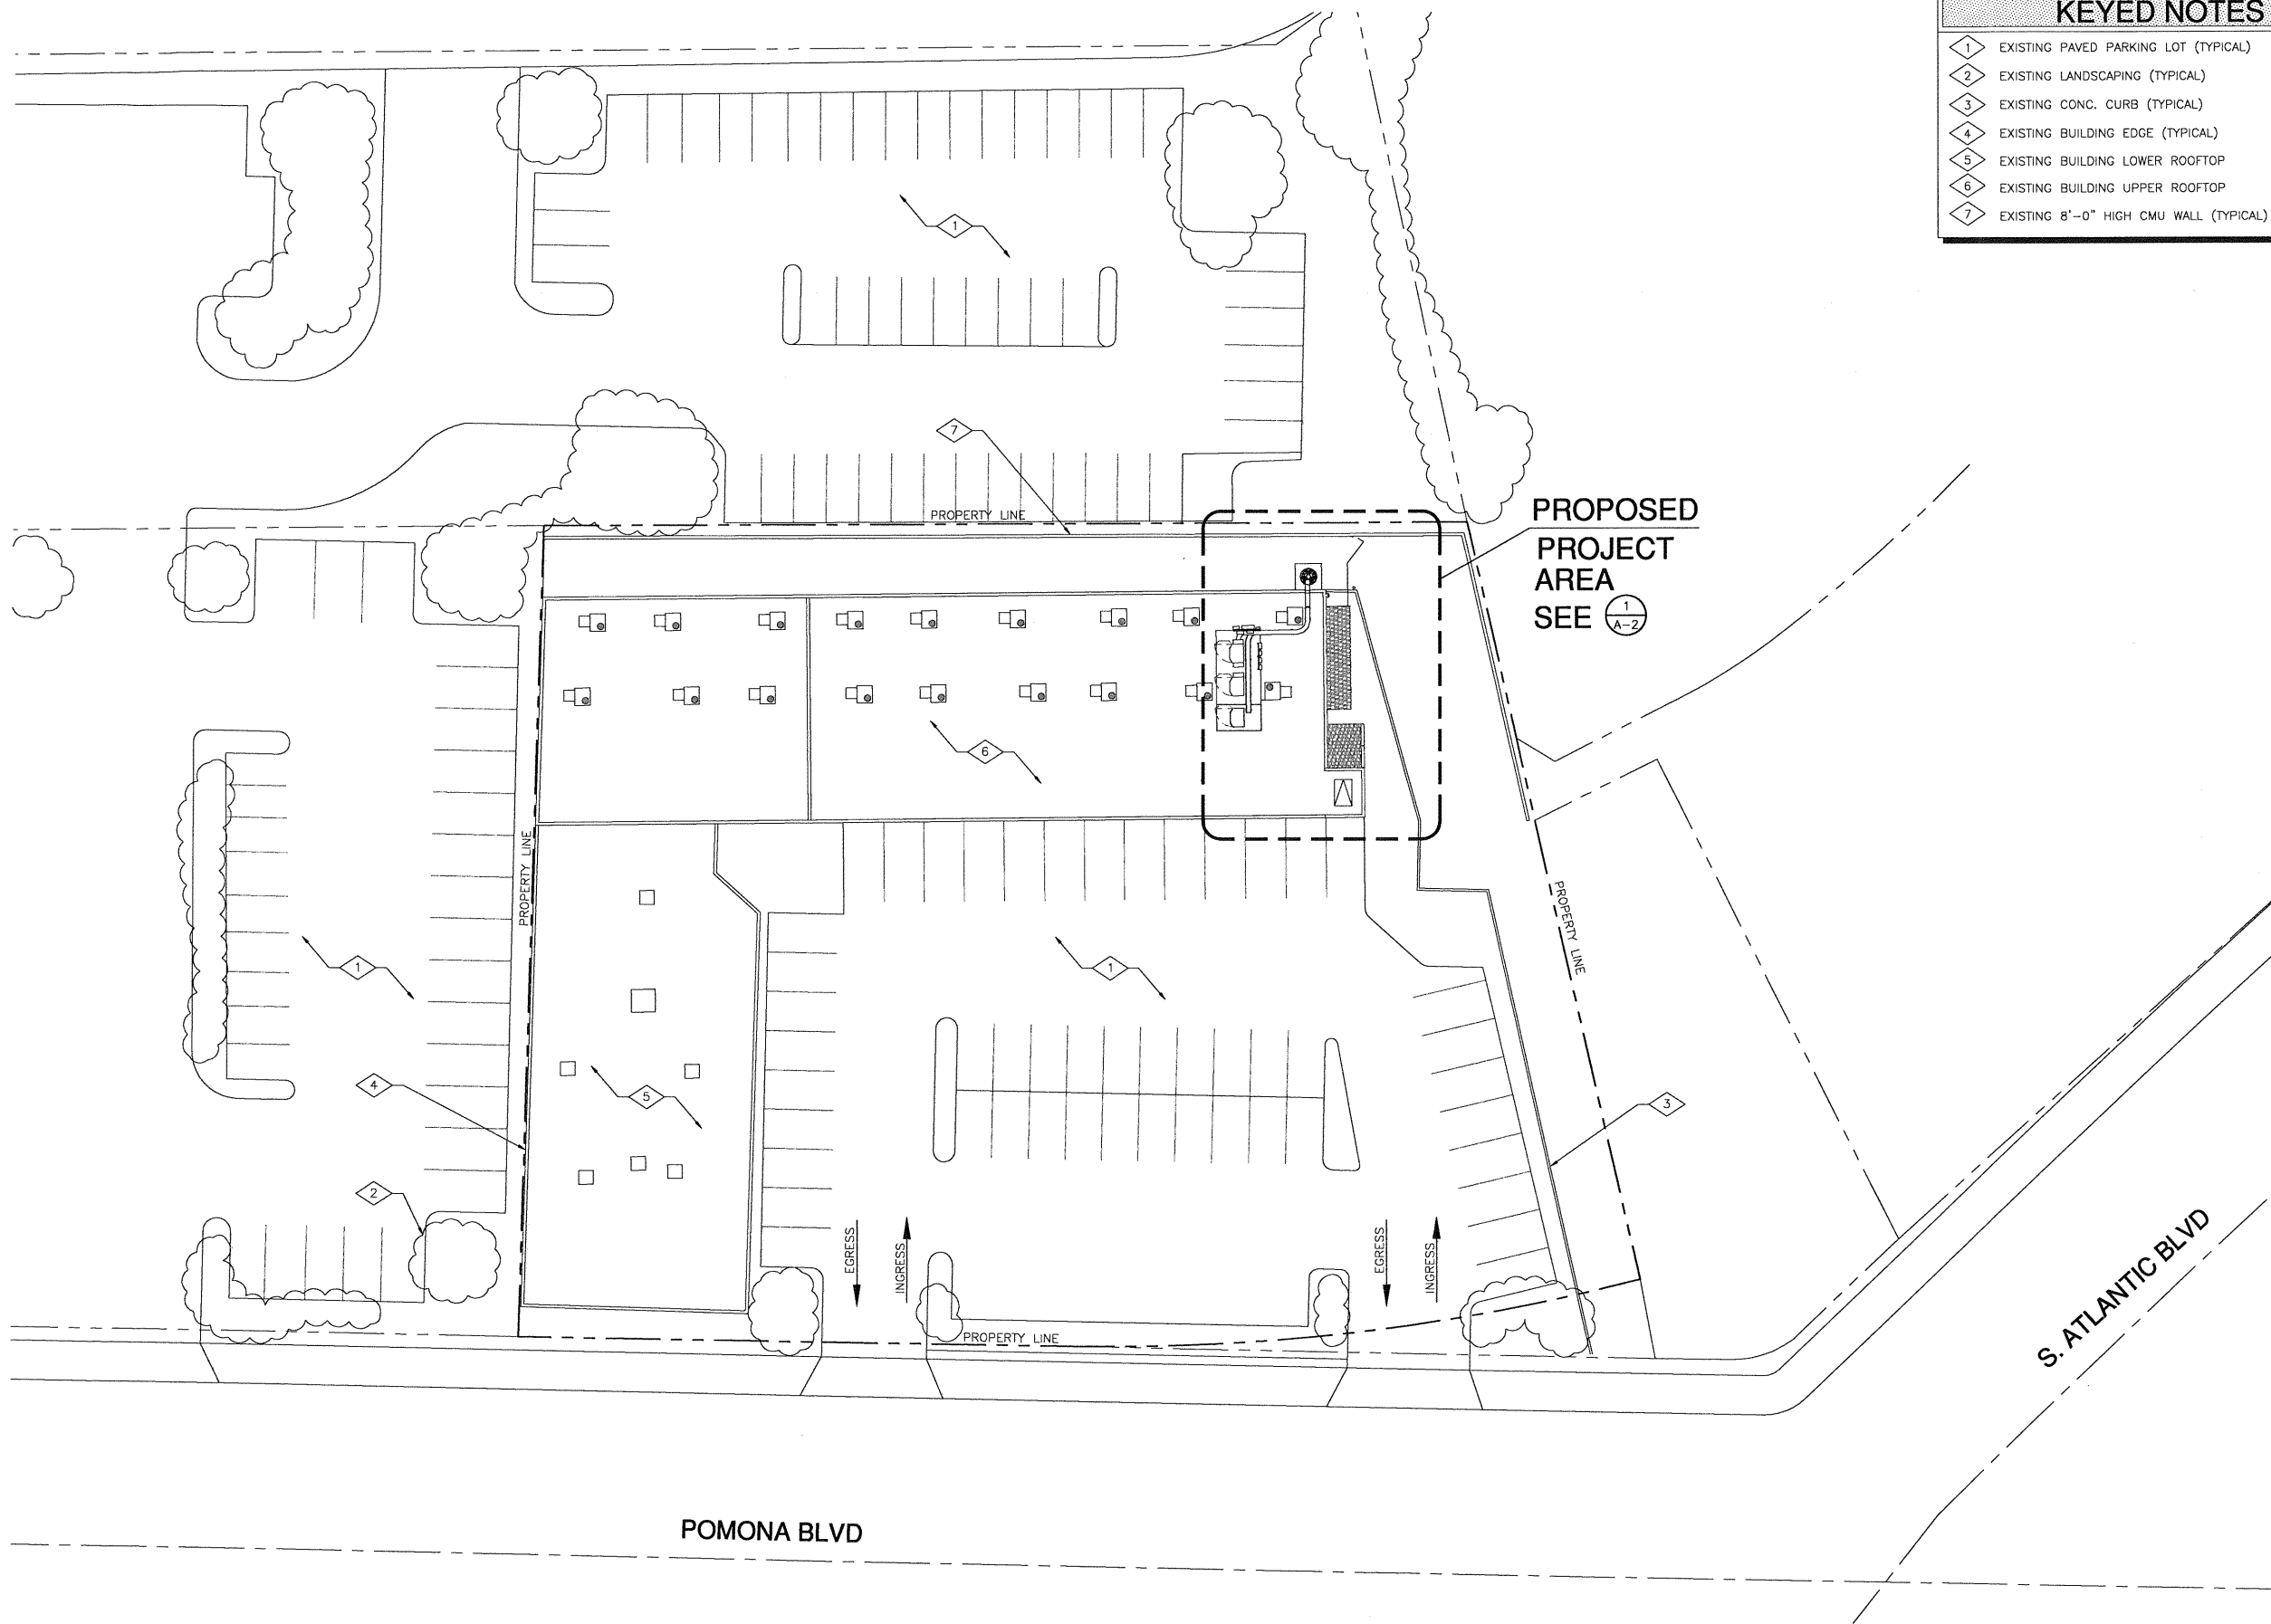 KEYED NOTES
1 EXISTING PAVED PARKING LOT (TYPICAL)
2 EXISTING LANDSCAPING (TYPICAL)
3 EXISTING CONC. CURB (TYPICAL)
4 EXISTING BUILDING EDGE (TYPICAL)
5 EXISTING BUILDING LOWER ROOFTOP
6 EXISTING BUILDING UPPER ROOFTOP
7 EXISTING 8'-0" HIGH CMU WALL (TYPICAL)
1
7
PROPERTY LINE
PROPOSED
PROJECT
AREA
SEE 1
A-2
6
PROPERTY LINE
PROPERTY LINE
1
1
4
5
3
2
EGRESS
INGRESS
EGRESS
INGRESS
PROPERTY LINE
S. ATLANTIC BLVD
POMONA BLVD